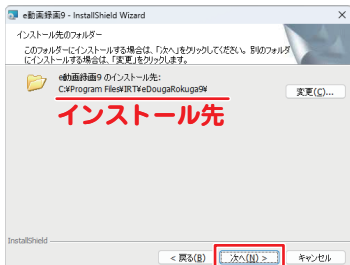 e動画録画9 - InstallShield Wizard
インストール先のフォルダー
このフォルダーにインストールする場合は、「次へ」をクリックしてください。別のフォルダ
にインストールする場合は、「変更」をクリックします。
e動画録画9 のインストール先:
C:¥Program Files¥IRT¥eDougaRokuga9¥
変更(C)...
インストール先
InstallShield
< 戻る(B)
次へ(N) >
キャンセル